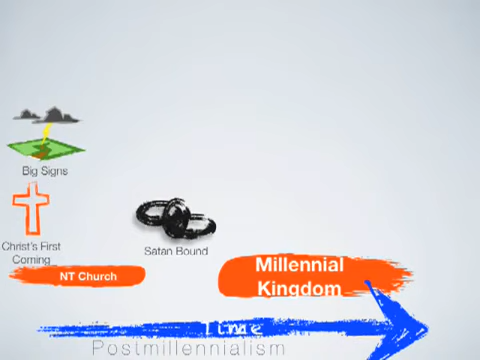 Big Signs
Christ's First
Coming
Satan Bound
NT Church
Millennial
Kingdom
Time
Postmillennialism